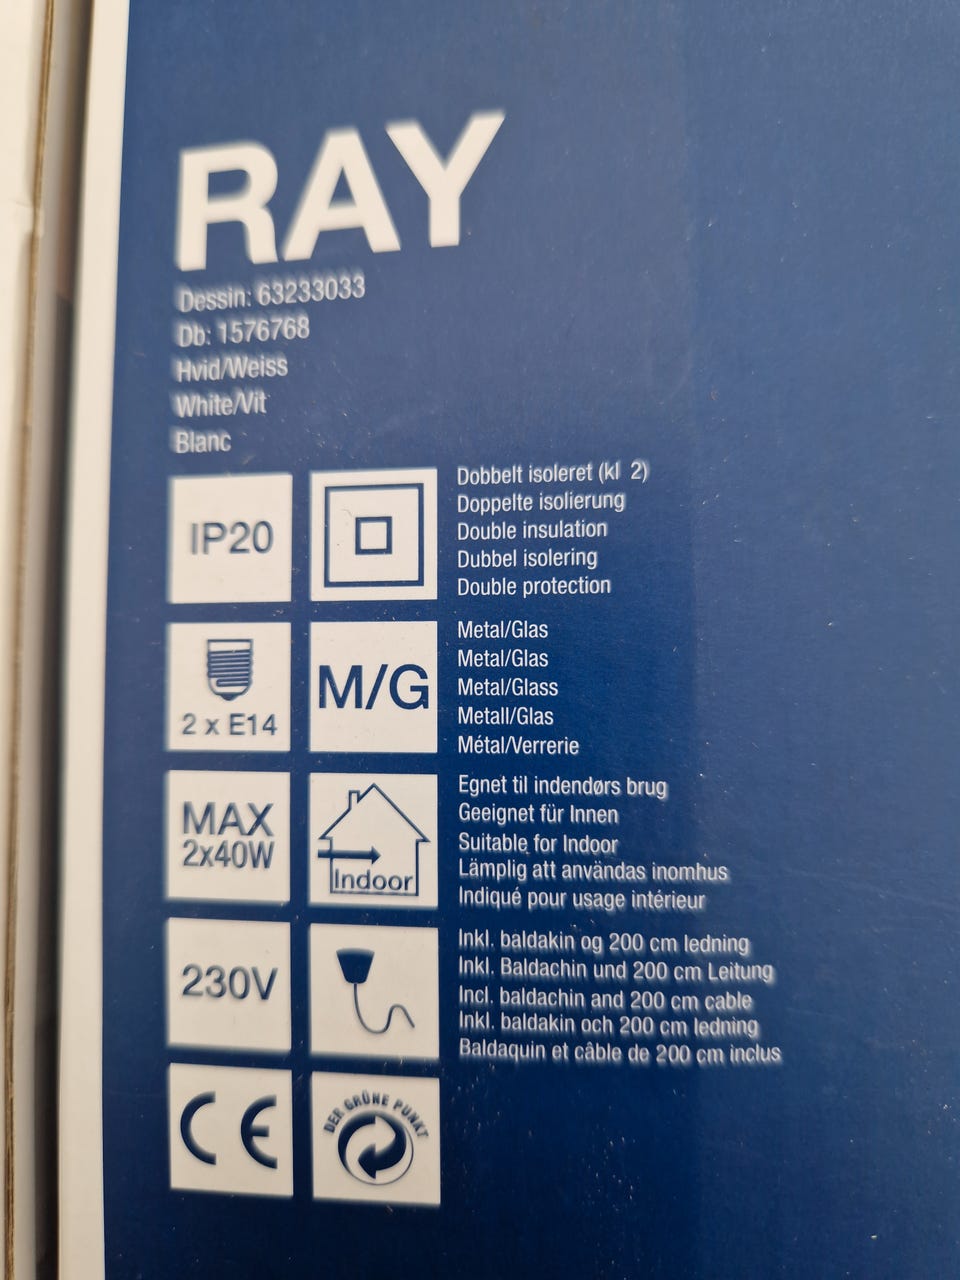 RAY
Dessin: 63233033
Db: 1576768
Hvid/Weiss
White/Vit
Blanc
IP20
Dobbelt isoleret (kl 2)
Doppelte isolierung
Double insulation
Dubbel isolering
Double protection
2 x E14
M/G
Metal/Glas
Metal/Glas
Metal/Glass
Metall/Glas
Métal/Verrerie
MAX
2x40W
Indoor
Egnet til indendørs brug
Geeignet für Innen
Suitable for Indoor
Lämplig att användas inomhus
Indiqué pour usage intérieur
230V
Inkl. baldakin og 200 cm ledning
Inkl. Baldachin und 200 cm Leitung
Incl. baldachin and 200 cm cable
Inkl. baldakin och 200 cm ledning
Baldaquin et câble de 200 cm inclus
CE
DER GRÜNE PUNKT